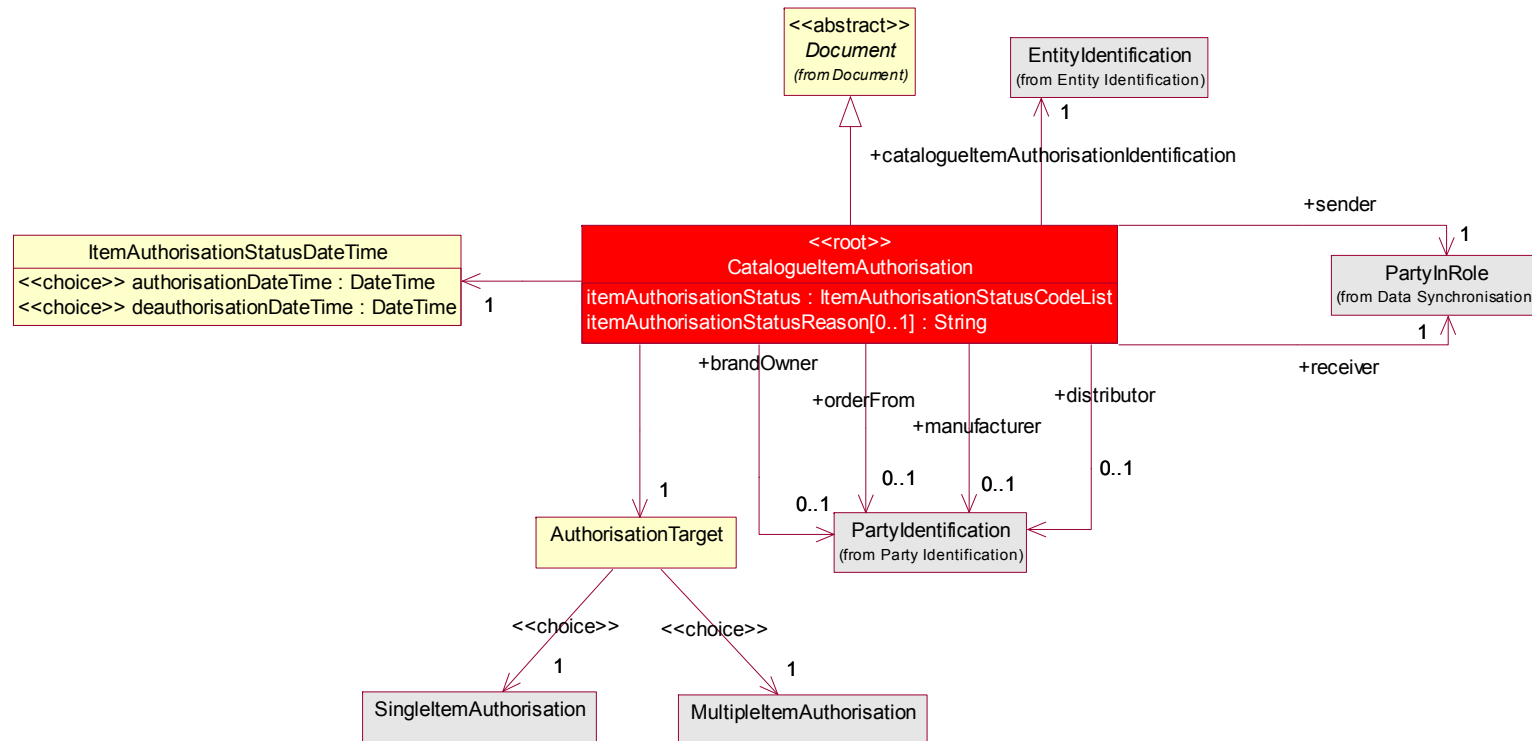 <<abstract>>
Document
(from Document)
EntityIdentification
(from Entity Identification)
1
+catalogueItemAuthorisationIdentification
+sender
1
ItemAuthorisationStatusDateTime
<<choice>> authorisationDateTime : DateTime
<<choice>> deauthorisationDateTime : DateTime
1
<<root>>
CatalogueItemAuthorisation
itemAuthorisationStatus : ItemAuthorisationStatusCodeList
itemAuthorisationStatusReason[0..1] : String
PartyInRole
(from Data Synchronisation)
1
+receiver
+brandOwner
+orderFrom
+manufacturer
+distributor
1
0..1
0..1
0..1
0..1
AuthorisationTarget
PartyIdentification
(from Party Identification)
<<choice>>
<<choice>>
1
1
SingleItemAuthorisation
MultipleItemAuthorisation